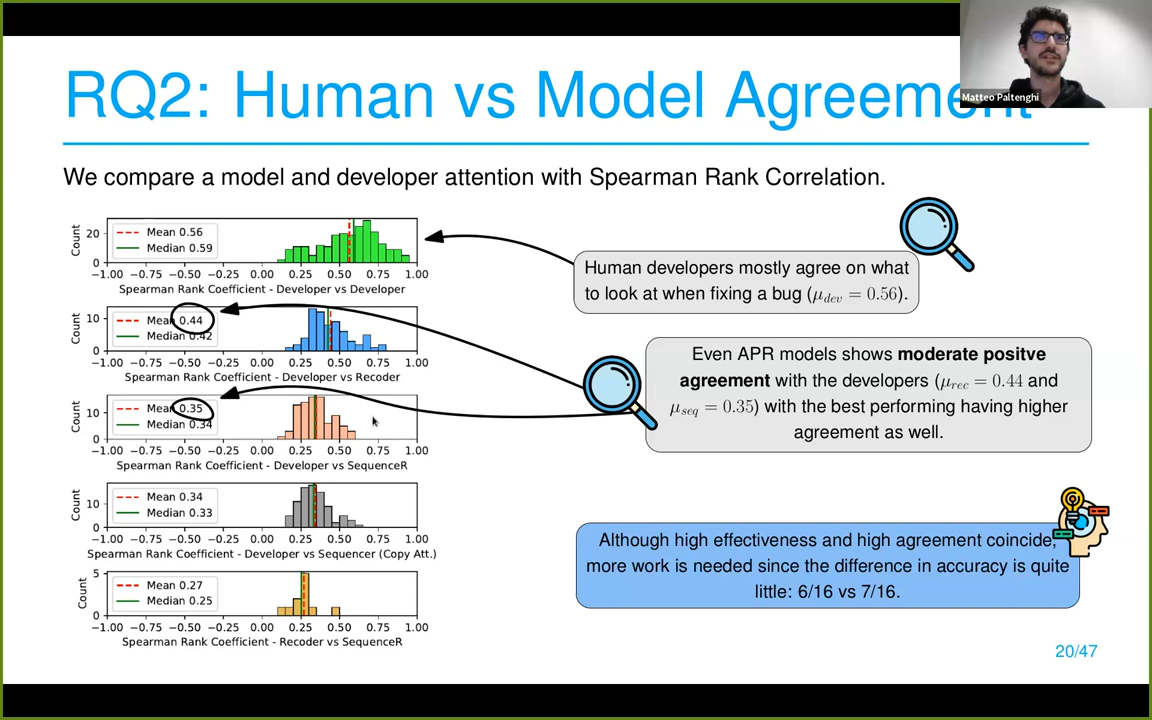 Matteo Paltenghi
RQ2: Human vs Model Agreement
We compare a model and developer attention with Spearman Rank Correlation.
Count
20
0
Mean 0.56
Median 0.59
−1.00 −0.75 −0.50 −0.25 0.00 0.25 0.50 0.75 1.00
Spearman Rank Coefficient - Developer vs Developer
Count
10
0
Mean 0.44
Median 0.42
−1.00 −0.75 −0.50 −0.25 0.00 0.25 0.50 0.75 1.00
Spearman Rank Coefficient - Developer vs Recoder
Count
10
0
Mean 0.35
Median 0.34
−1.00 −0.75 −0.50 −0.25 0.00 0.25 0.50 0.75 1.00
Spearman Rank Coefficient - Developer vs SequenceR
Count
10
0
Mean 0.34
Median 0.33
−1.00 −0.75 −0.50 −0.25 0.00 0.25 0.50 0.75 1.00
Spearman Rank Coefficient - Developer vs Sequencer (Copy Att.)
Count
5
0
Mean 0.27
Median 0.25
−1.00 −0.75 −0.50 −0.25 0.00 0.25 0.50 0.75 1.00
Spearman Rank Coefficient - Recoder vs SequenceR
Human developers mostly agree on what
to look at when fixing a bug (μdev = 0.56).
Even APR models shows moderate positve
agreement with the developers (μrec = 0.44 and
μseq = 0.35) with the best performing having higher
agreement as well.
Although high effectiveness and high agreement coincide,
more work is needed since the difference in accuracy is quite
little: 6/16 vs 7/16.
20/47